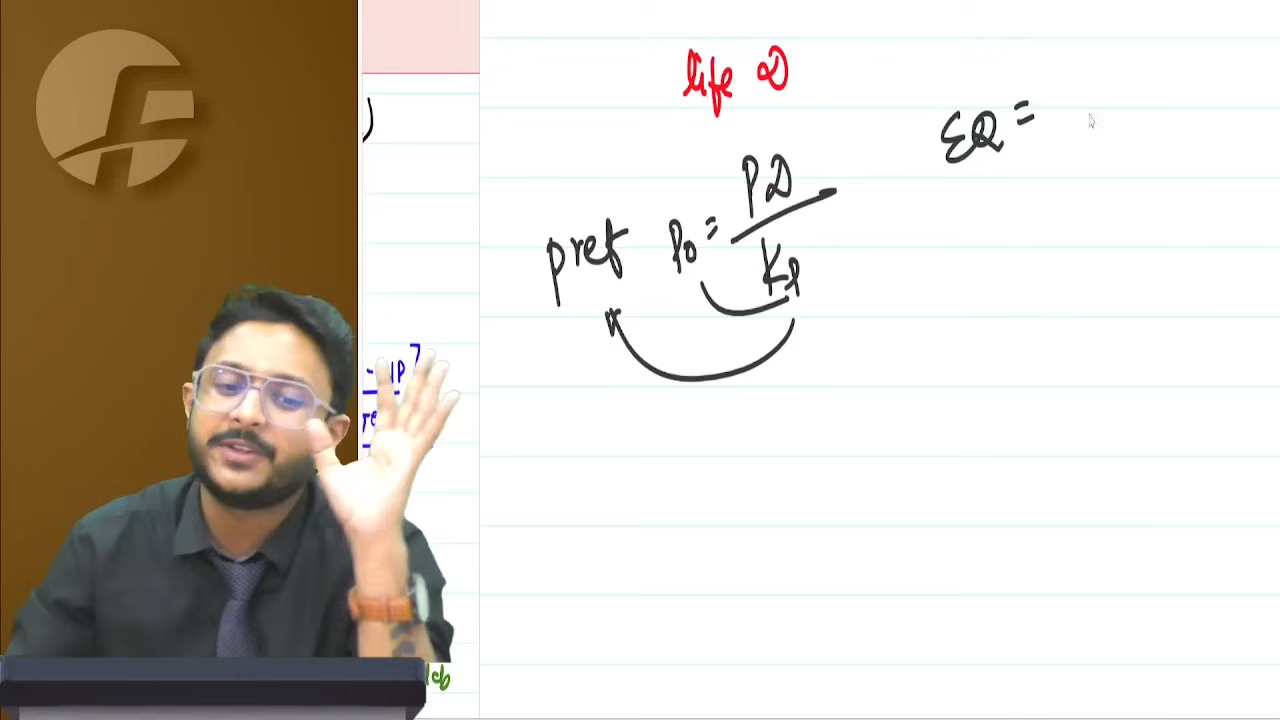 life ∞
EQ =
pref P0 = PD / Kp